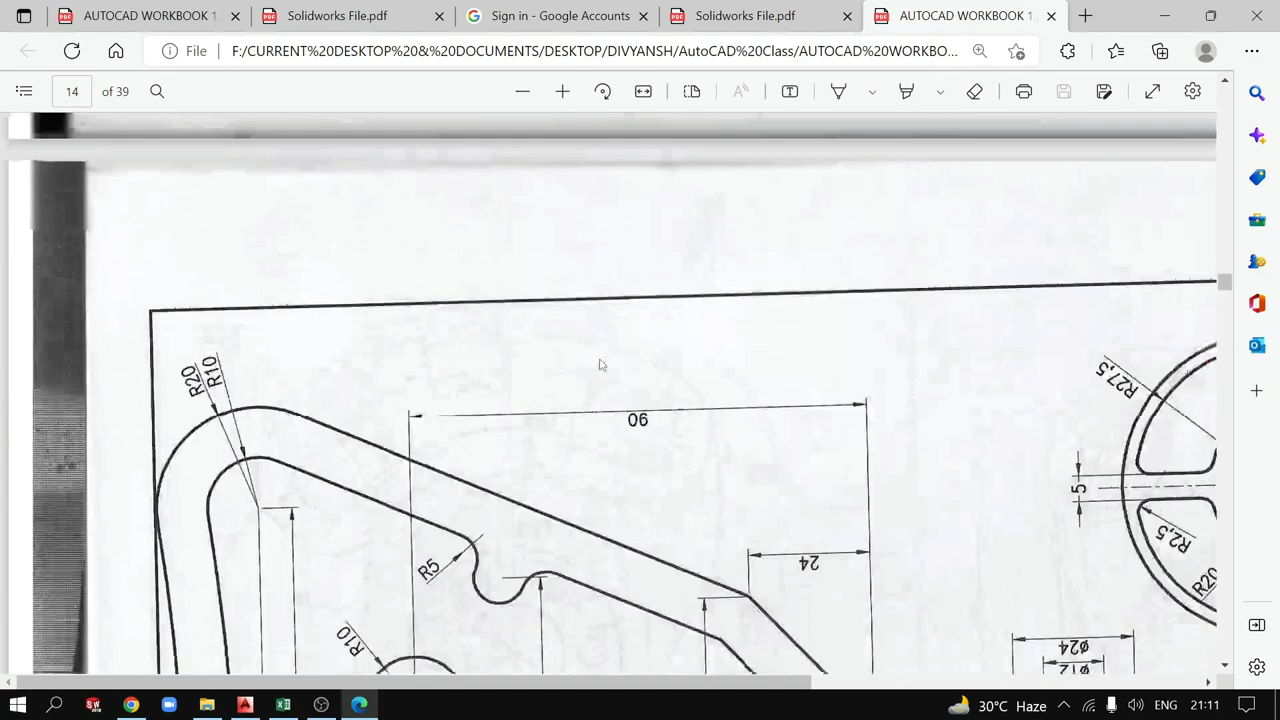 AUTOCAD WORKBOOK 1.
Solidworks File.pdf
Sign in - Google Accounts
Solidworks File.pdf
AUTOCAD WORKBOOK 1.
File
F:/CURRENT%20DESKTOP%20&%20DOCUMENTS/DESKTOP/DIVYANSH/AutoCAD%20Class/AUTOCAD%20WORKBO...
14 of 39
R20
R10
90
R27,5
5
24
R5
R2,5
R20
R10
ø24
ø12
30°C Haze
ENG
21:11